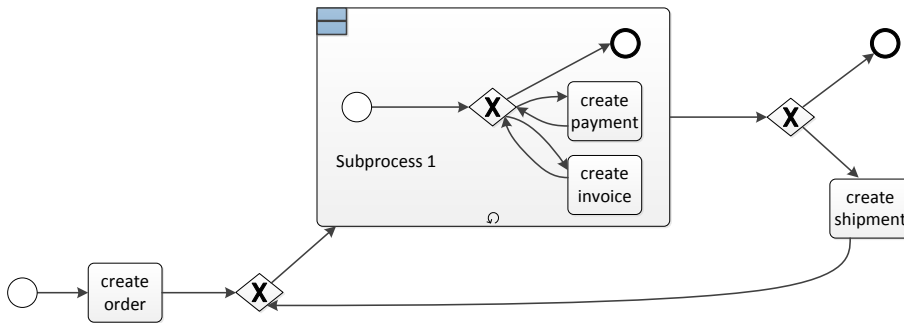 X
create
payment
Subprocess 1
create
invoice
X
create
shipment
create
order
X